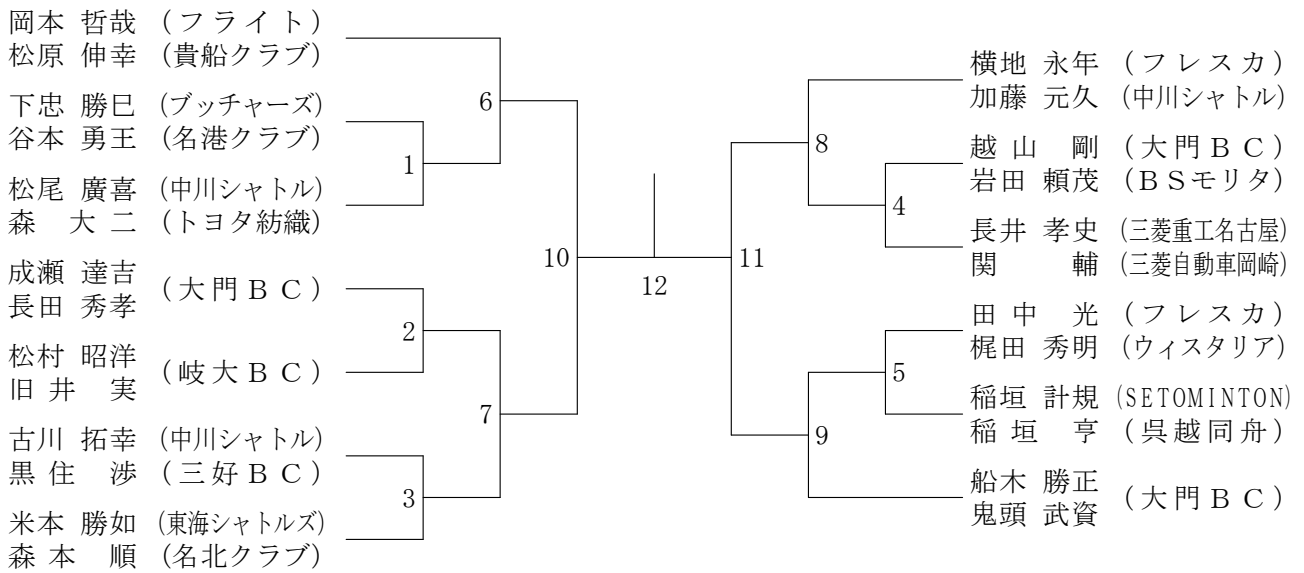 岡本 哲哉 (フライト)
松原 伸幸 (貴船クラブ)
下忠 勝巳 (ブッチャーズ)
谷本 勇王 (名港クラブ)
松尾 廣喜 (中川シャトル)
森 大二 (トヨタ紡織)
成瀬 達吉
長田 秀孝
(大門BC)
松村 昭洋
旧井 実
(岐大BC)
古川 拓幸 (中川シャトル)
黒住 渉 (三好BC)
米本 勝如 (東海シャトルズ)
森本 順 (名北クラブ)
6
1
10
2
7
3
12
横地 永年 (フレスカ)
加藤 元久 (中川シャトル)
越山 剛 (大門BC)
岩田 頼茂 (BSモリタ)
長井 孝史 (三菱重工名古屋)
関 輔 (三菱自動車岡崎)
田中 光 (フレスカ)
梶田 秀明 (ウィスタリア)
稲垣 計規 (SETOMINTON)
稲垣 亨 (呉越同舟)
船木 勝正
鬼頭 武資
(大門BC)
8
4
11
5
9